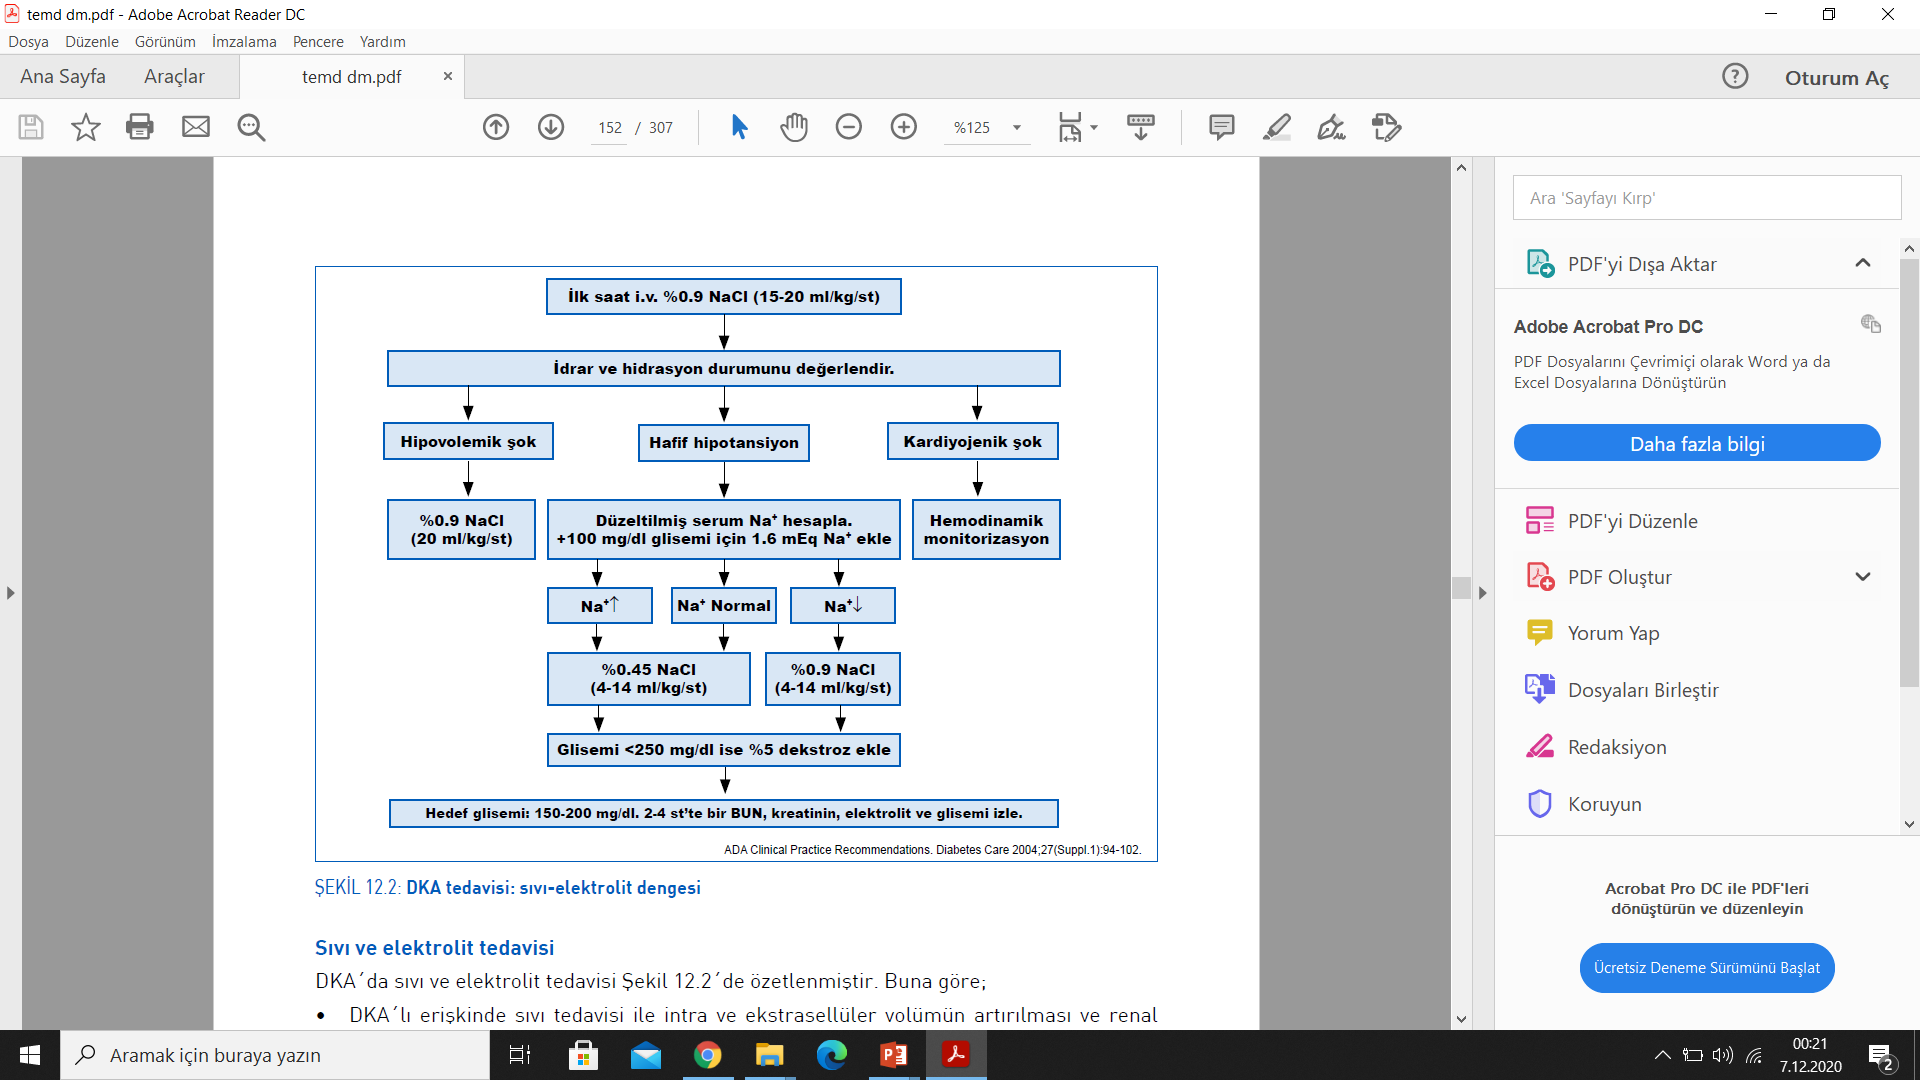 temd dm.pdf - Adobe Acrobat Reader DC
Dosya Düzenle Görünüm İmzalama Pencere Yardım
Ana Sayfa Araçlar temd dm.pdf × Oturum Aç
152 / 307 %125
Ara 'Sayfayı Kırp'
PDF'yi Dışa Aktar
Adobe Acrobat Pro DC
PDF Dosyalarını Çevrimiçi olarak Word ya da
Excel Dosyalarına Dönüştürün
Daha fazla bilgi
PDF'yi Düzenle
PDF Oluştur
Yorum Yap
Dosyaları Birleştir
Redaksiyon
Koruyun
Acrobat Pro DC ile PDF'leri
dönüştürün ve düzenleyin
Ücretsiz Deneme Sürümünü Başlat
İlk saat i.v. %0.9 NaCl (15-20 ml/kg/st)
İdrar ve hidrasyon durumunu değerlendir.
Hipovolemik şok
Hafif hipotansiyon
Kardiyojenik şok
%0.9 NaCl
(20 ml/kg/st)
Düzeltilmiş serum Na⁺ hesapla.
+100 mg/dl glisemi için 1.6 mEq Na⁺ ekle
Hemodinamik
monitorizasyon
Na⁺↑
Na⁺ Normal
Na⁺↓
%0.45 NaCl
(4-14 ml/kg/st)
%0.9 NaCl
(4-14 ml/kg/st)
Glisemi <250 mg/dl ise %5 dekstroz ekle
Hedef glisemi: 150-200 mg/dl. 2-4 st'te bir BUN, kreatinin, elektrolit ve glisemi izle.
ADA Clinical Practice Recommendations. Diabetes Care 2004;27(Suppl.1):94-102.
ŞEKİL 12.2: DKA tedavisi: sıvı-elektrolit dengesi
Sıvı ve elektrolit tedavisi
DKA´da sıvı ve elektrolit tedavisi Şekil 12.2´de özetlenmiştir. Buna göre;
• DKA´lı erişkinde sıvı tedavisi ile intra ve ekstrasellüler volümün artırılması ve renal
Aramak için buraya yazın
00:21
7.12.2020
2